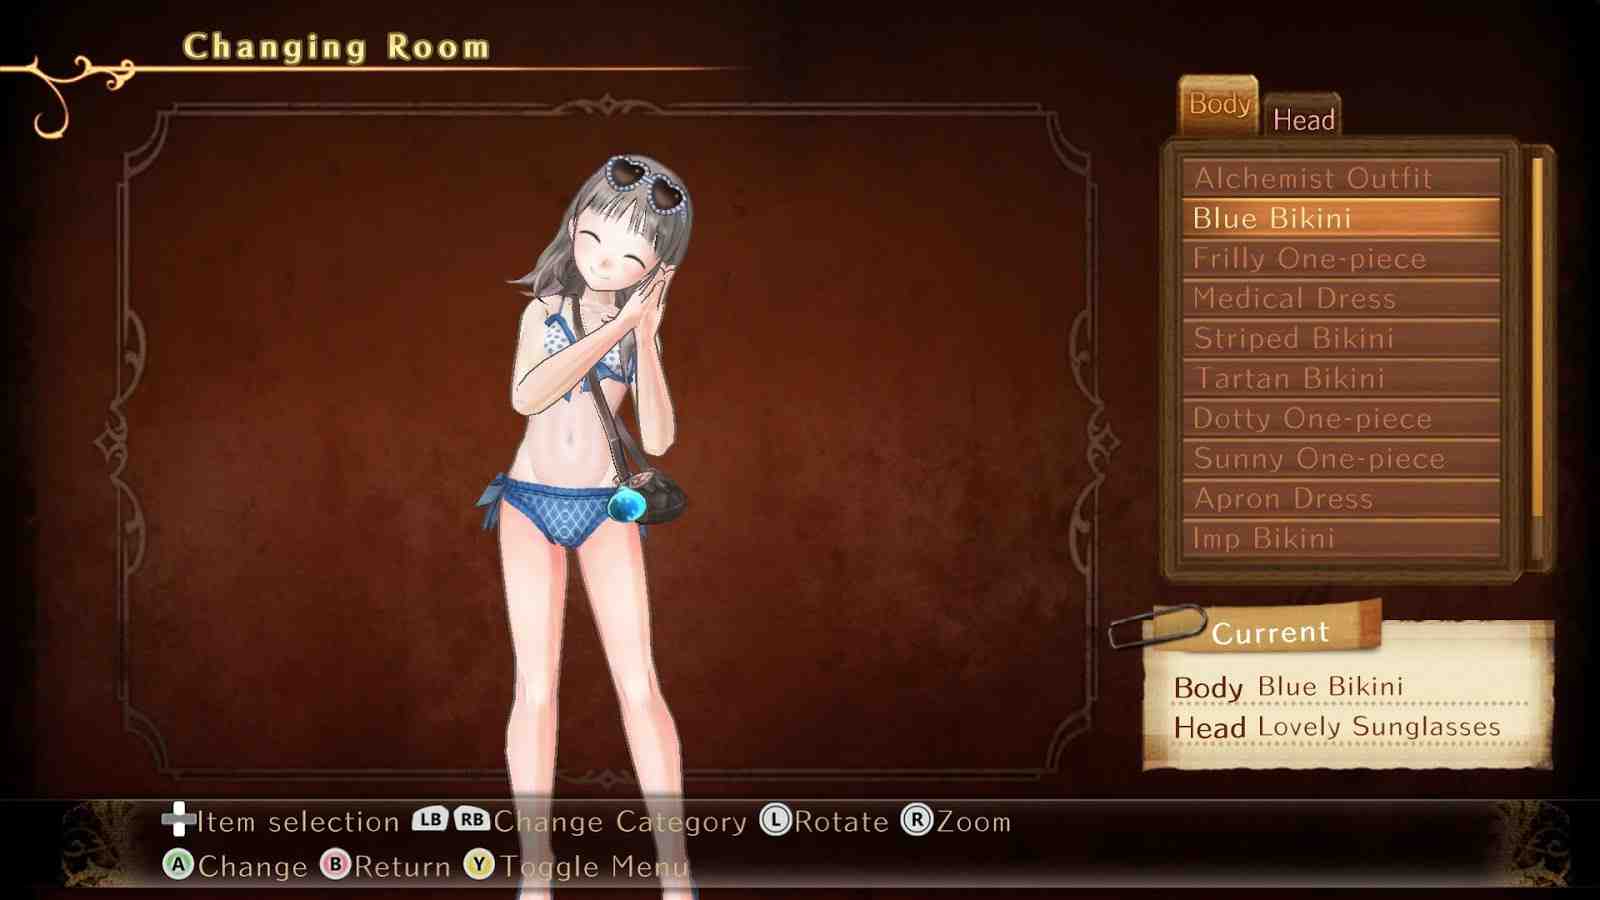 Changing Room
Body
Head
Alchemist Outfit
Blue Bikini
Frilly One-piece
Medical Dress
Striped Bikini
Tartan Bikini
Dotty One-piece
Sunny One-piece
Apron Dress
Imp Bikini
Current
Body Blue Bikini
Head Lovely Sunglasses
Item selection LB RB Change Category L Rotate R Zoom
A Change B Return Y Toggle Menu